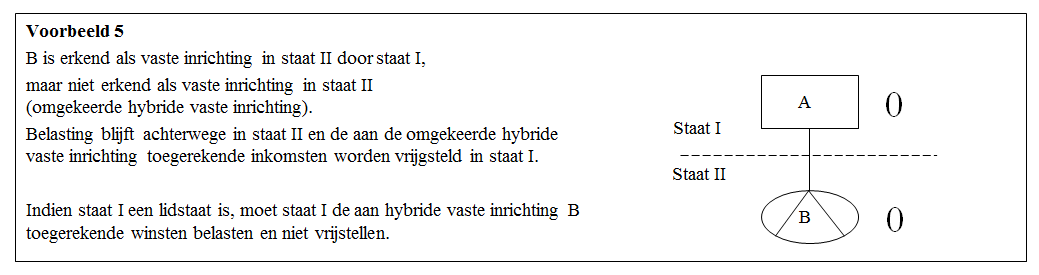 Voorbeeld 5
B is erkend als vaste inrichting in staat II door staat I,
maar niet erkend als vaste inrichting in staat II
(omgekeerde hybride vaste inrichting).
Belasting blijft achterwege in staat II en de aan de omgekeerde hybride
vaste inrichting toegerekende inkomsten worden vrijgsteld in staat I.
Indien staat I een lidstaat is, moet staat I de aan hybride vaste inrichting B
toegerekende winsten belasten en niet vrijstellen.
A
0
Staat I
Staat II
B
0